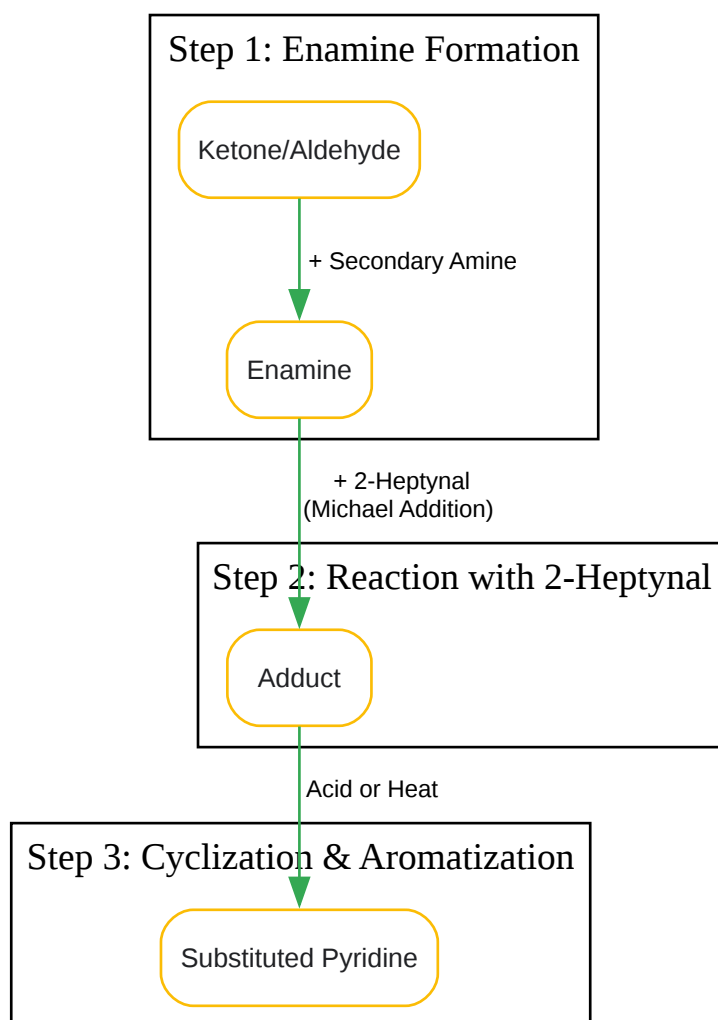 Step 1: Enamine Formation
Ketone/Aldehyde
+ Secondary Amine
Enamine
+ 2-Heptynal
(Michael Addition)
Step 2: Reaction with 2-Heptynal
Adduct
Acid or Heat
Step 3: Cyclization & Aromatization
Substituted Pyridine